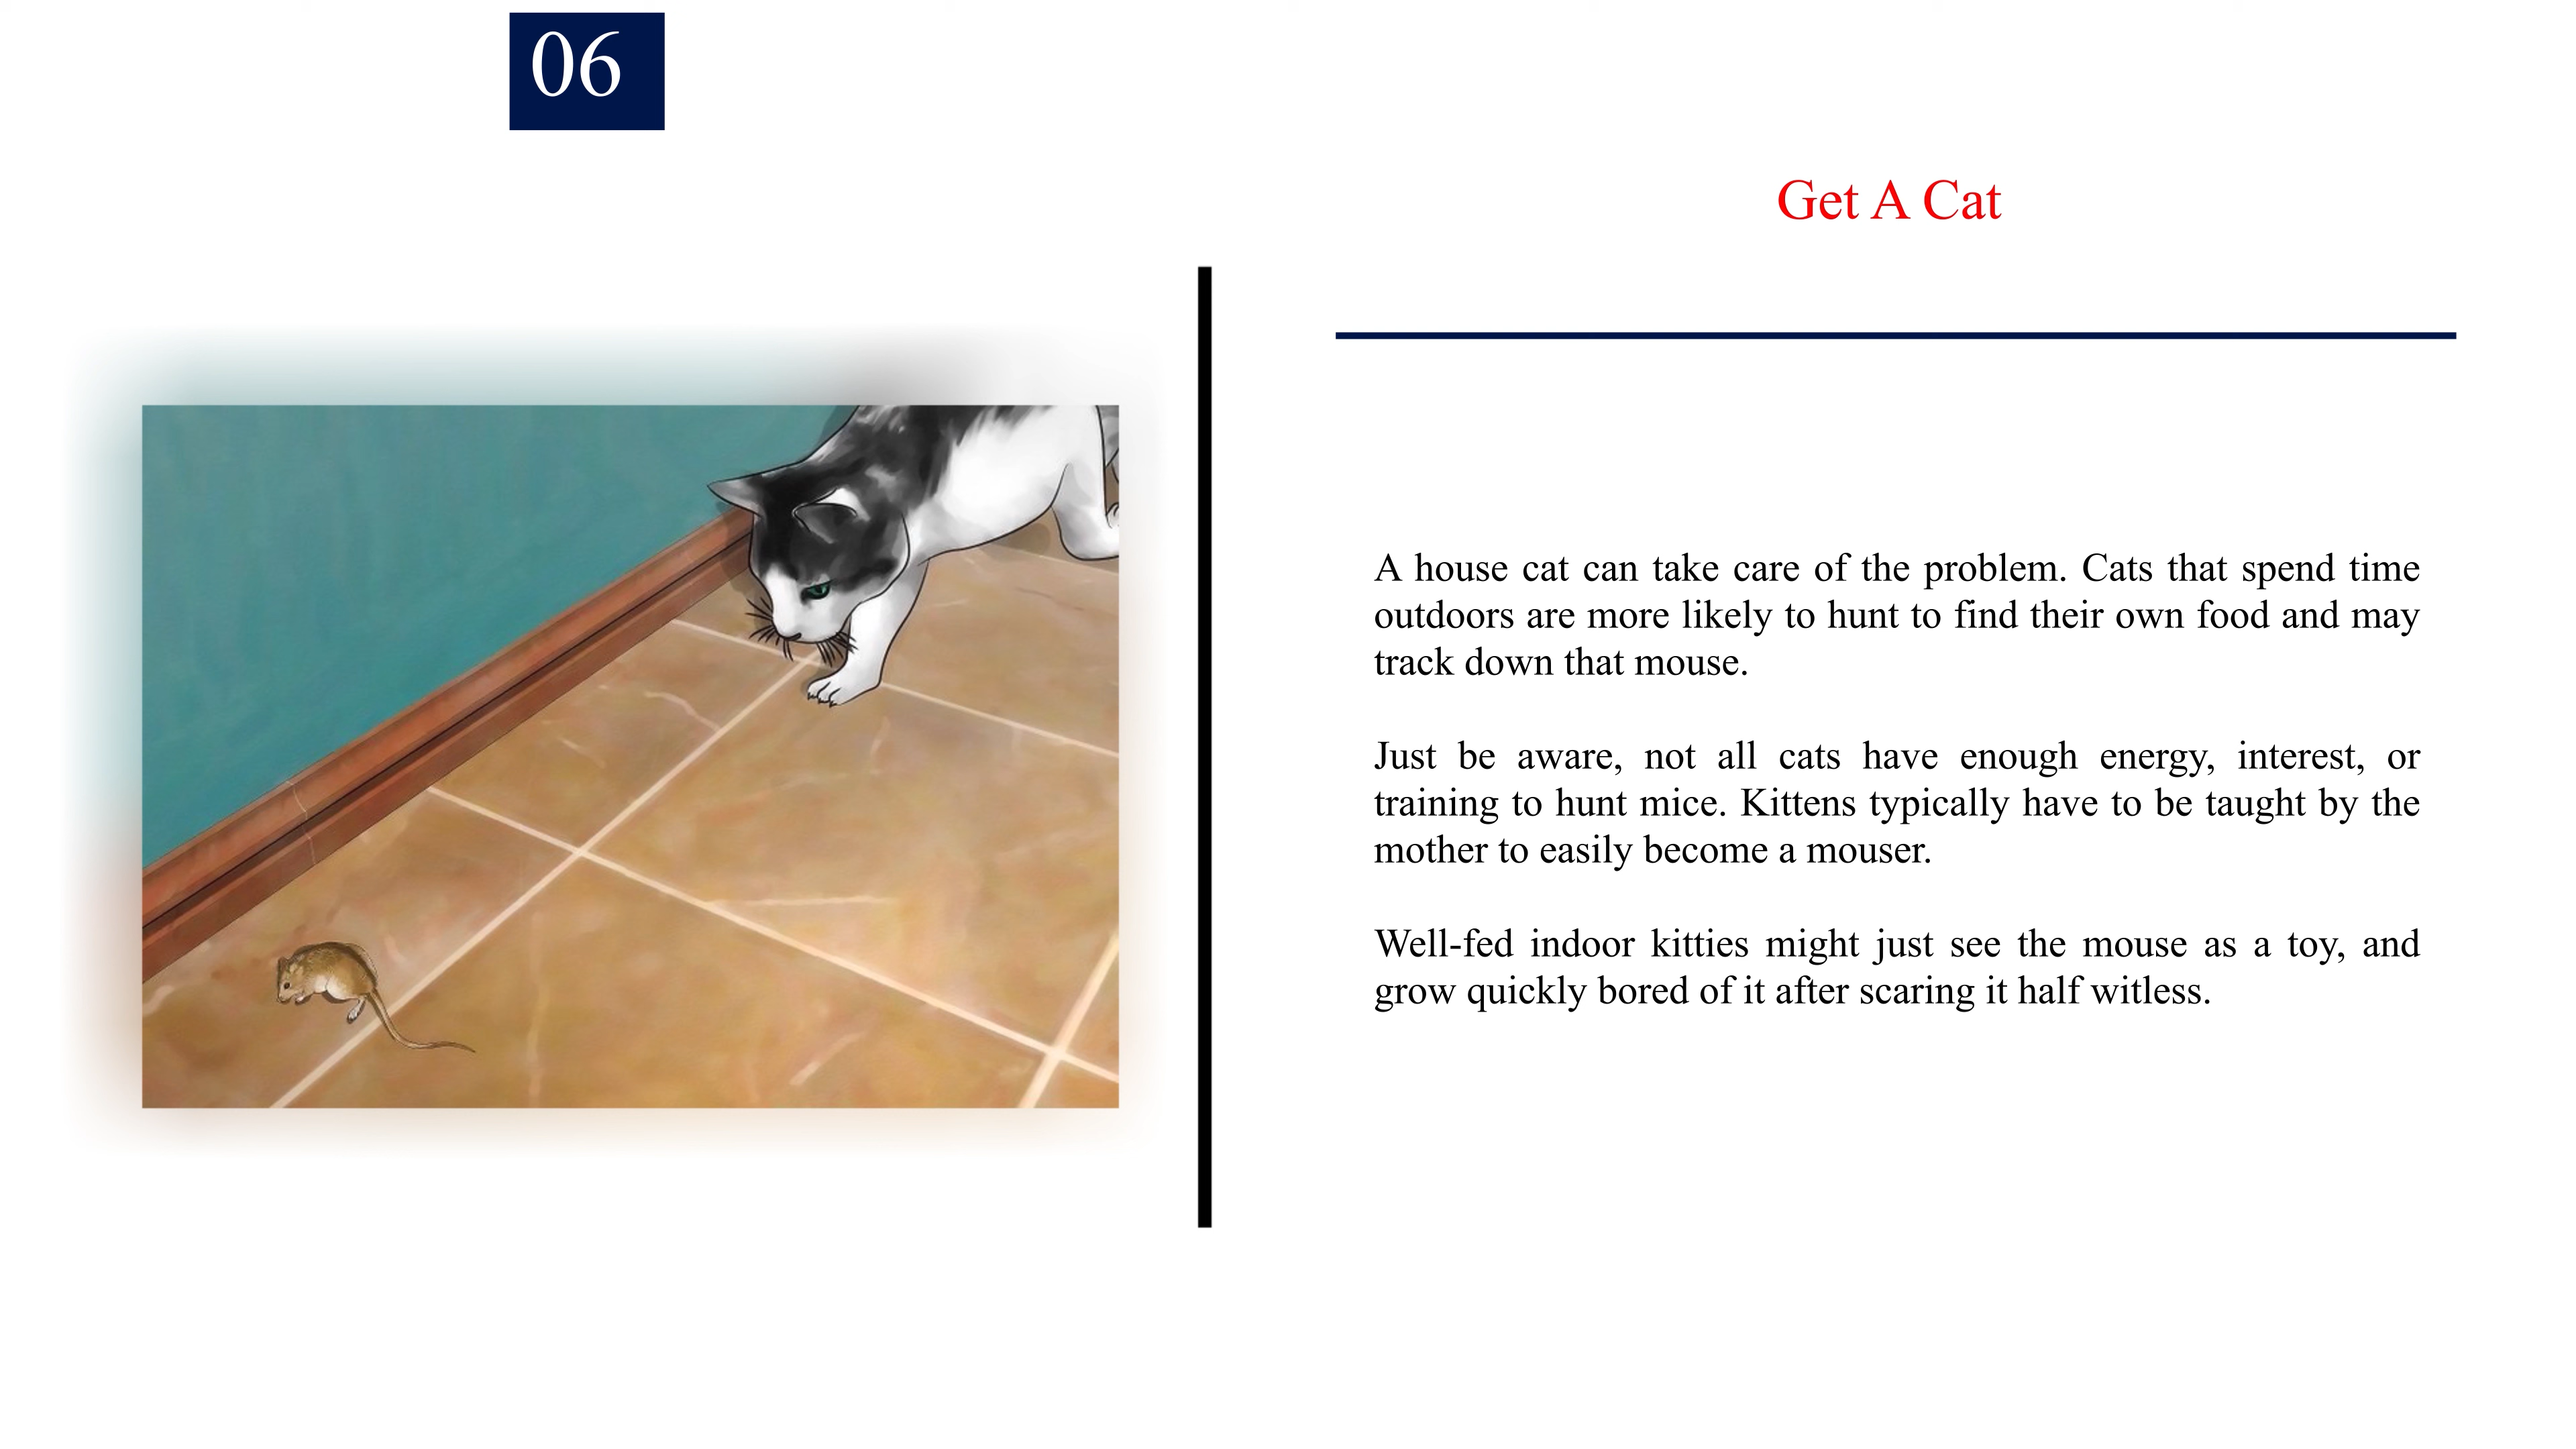 06
Get A Cat
A house cat can take care of the problem. Cats that spend time
outdoors are more likely to hunt to find their own food and may
track down that mouse.
Just be aware, not all cats have enough energy, interest, or
training to hunt mice. Kittens typically have to be taught by the
mother to easily become a mouser.
Well-fed indoor kitties might just see the mouse as a toy, and
grow quickly bored of it after scaring it half witless.